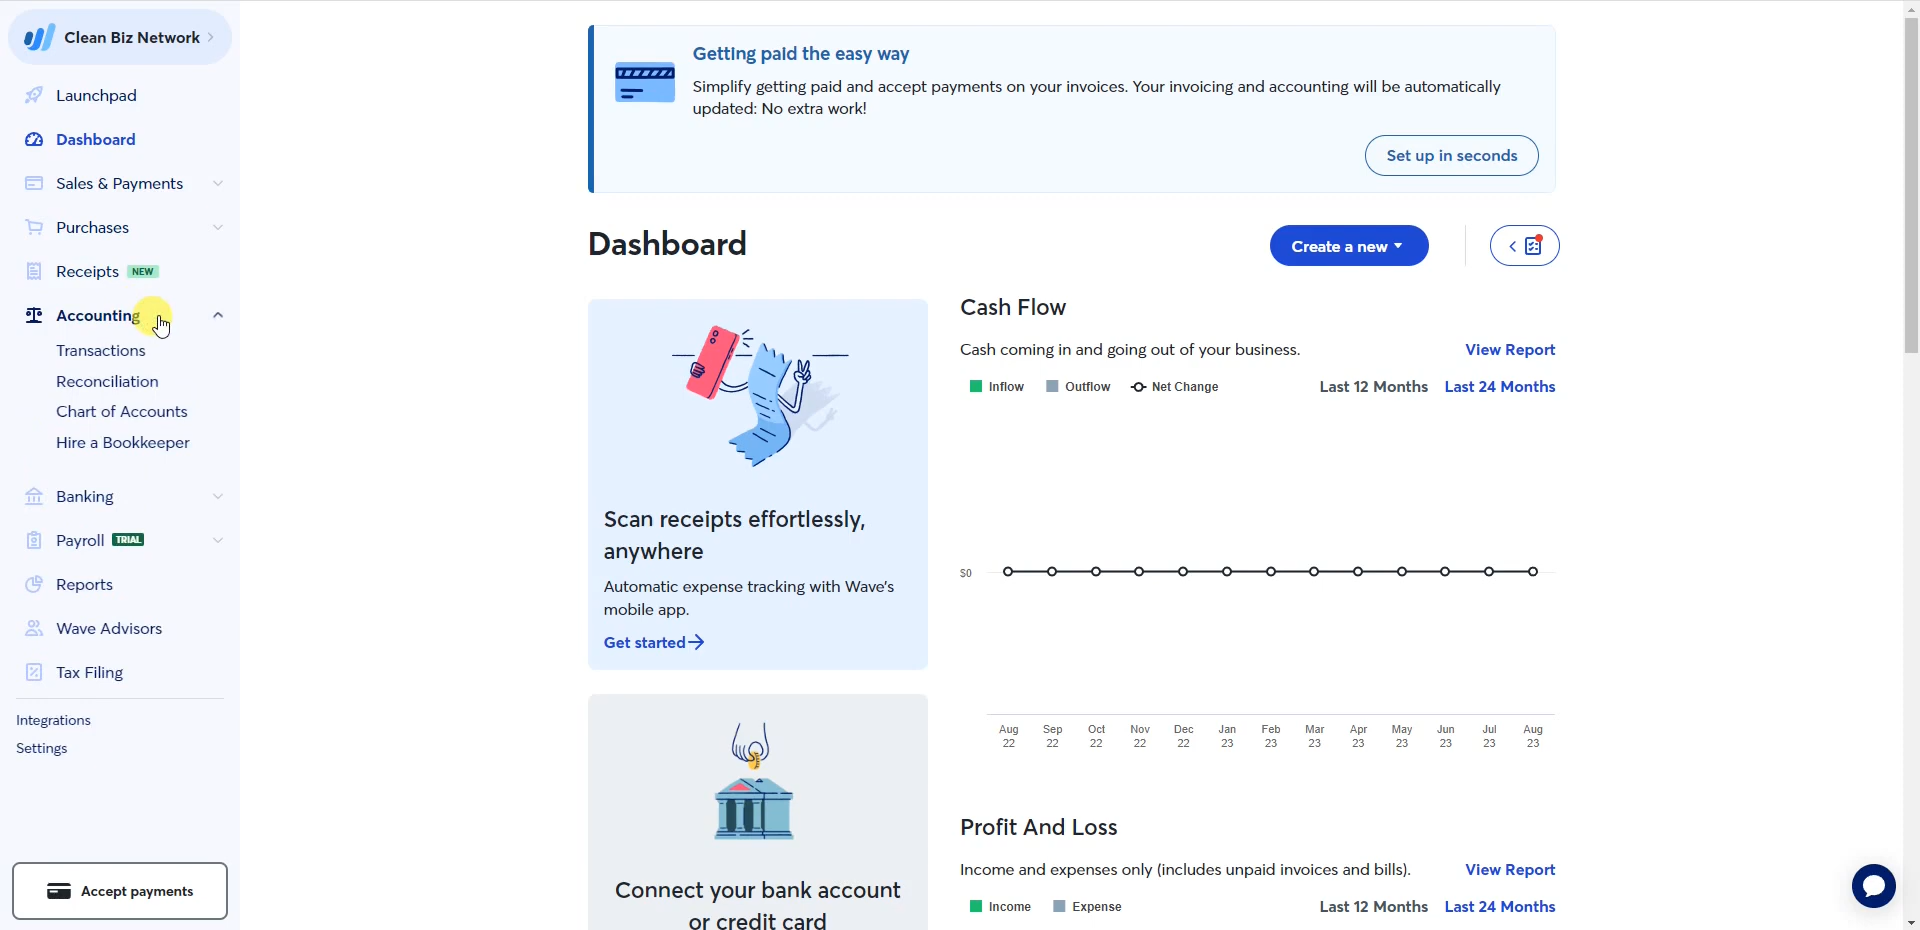 Clean Biz Network
Launchpad
Dashboard
Sales & Payments
Purchases
Receipts NEW
Accounting
Transactions
Reconciliation
Chart of Accounts
Hire a Bookkeeper
Banking
Payroll TRIAL
Reports
Wave Advisors
Tax Filing
Integrations
Settings
Accept payments
Getting paid the easy way
Simplify getting paid and accept payments on your invoices. Your invoicing and accounting will be automatically
updated: No extra work!
Set up in seconds
Dashboard
Create a new
Scan receipts effortlessly,
anywhere
Automatic expense tracking with Wave's
mobile app.
Get started
Connect your bank account
or credit card
Cash Flow
Cash coming in and going out of your business.
View Report
Inflow Outflow Net Change
Last 12 Months Last 24 Months
$0
Aug Sep Oct Nov Dec Jan Feb Mar Apr May Jun Jul Aug
22 22 22 22 22 23 23 23 23 23 23 23 23
Profit And Loss
Income and expenses only (includes unpaid invoices and bills).
View Report
Income Expense
Last 12 Months Last 24 Months